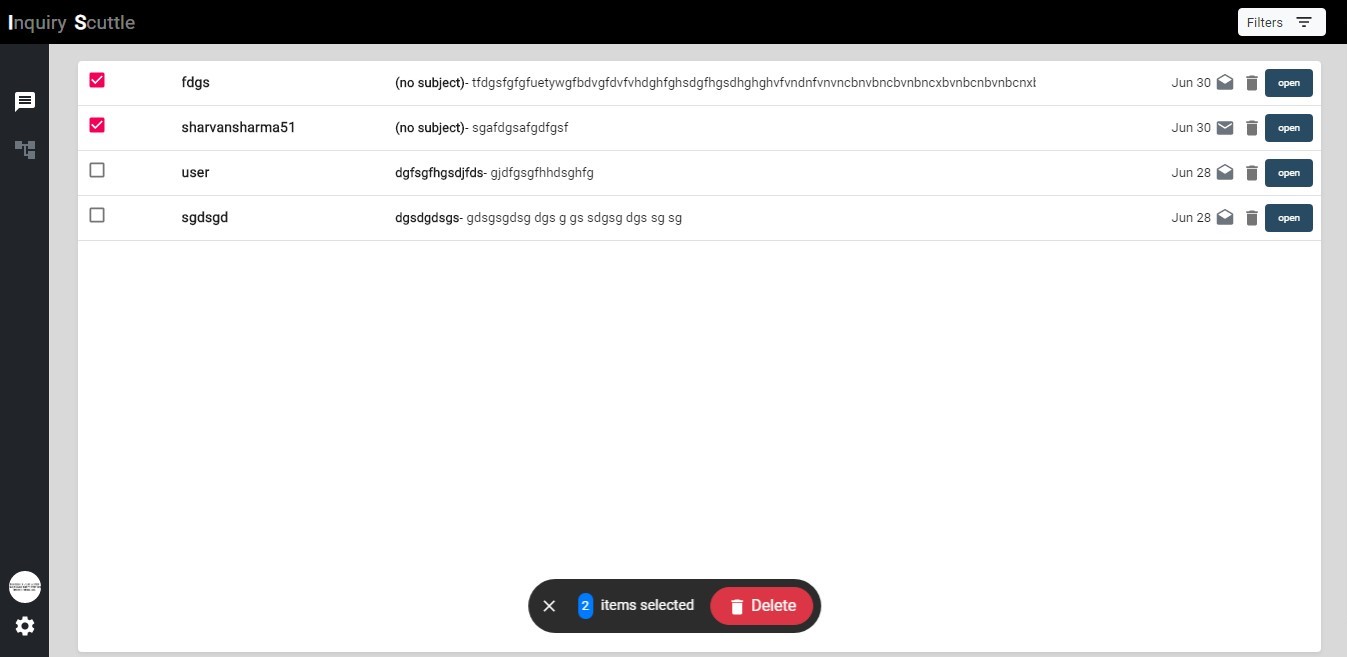 Inquiry Scuttle
Filters
fdgs (no subject)- tfdgsfgfgfuetywgfbdvgfdvfvhdghfghsdgfhgsdhghghvfvndnfvnvncbnvbncbvnbncxbvnbcnbvnbcnxb Jun 30 open
sharvansharma51 (no subject)- sgafdgsafgdfgsf Jun 30 open
user dgfsgfhgsdjfds- gjdfgsgfhhdsghfg Jun 28 open
sgdsgd dgsdgdsgs- gdsgsgdsg dgs g gs sdgsg dgs sg sg Jun 28 open
2 items selected Delete